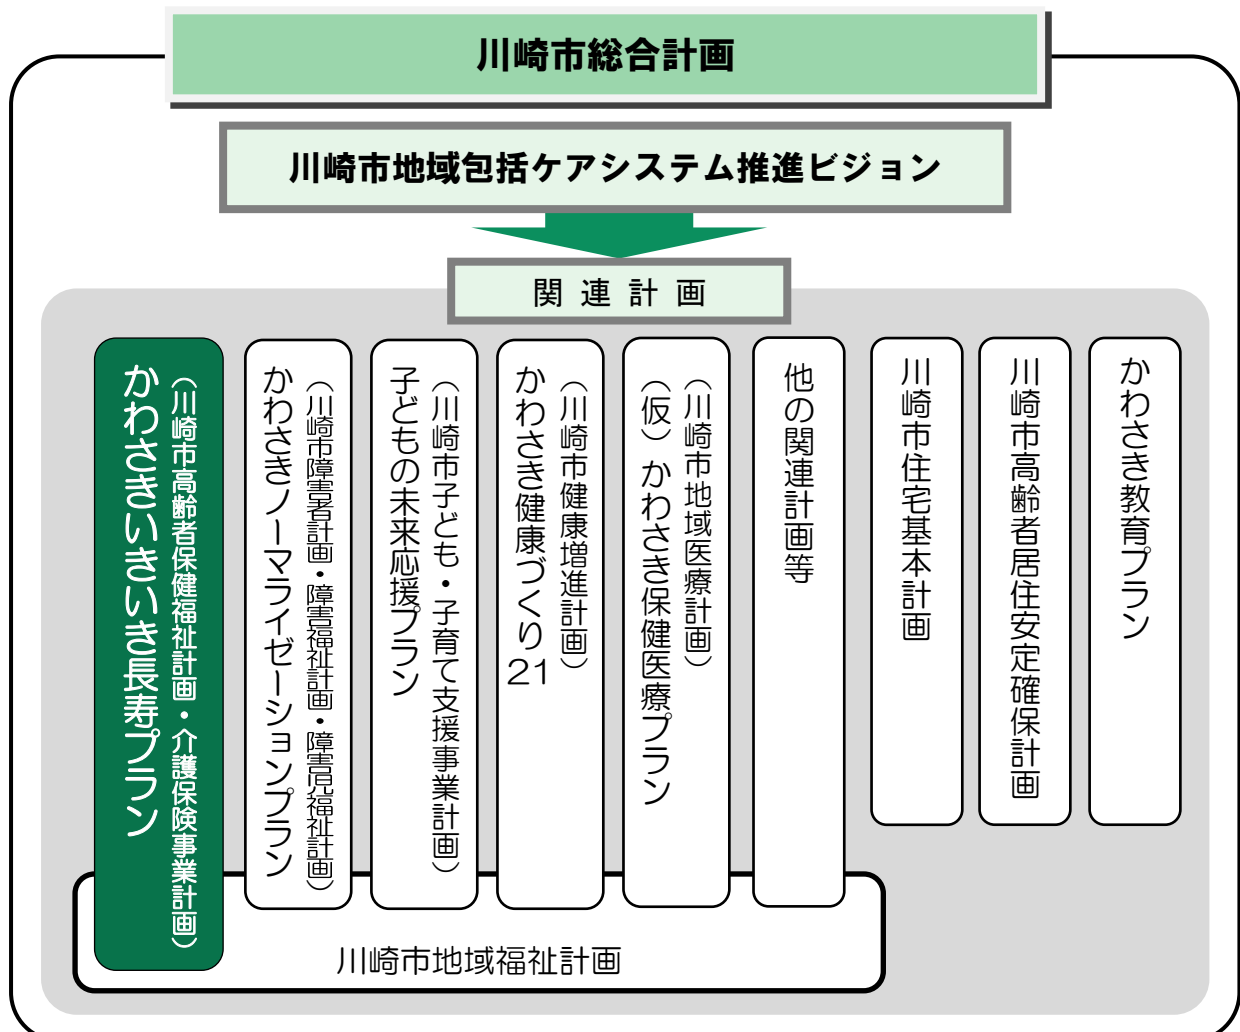 川崎市総合計画
川崎市地域包括ケアシステム推進ビジョン
関連計画
（川崎市高齢者保健福祉計画・介護保険事業計画）
かわさきいきいき長寿プラン
（川崎市障害者計画・障害福祉計画・障害児福祉計画）
かわさきノーマライゼーションプラン
（川崎市子ども・子育て支援事業計画）
子どもの未来応援プラン
（川崎市健康増進計画）
かわさき健康づくり21
（川崎市地域医療計画）
（仮）かわさき保健医療プラン
他の関連計画等
川崎市住宅基本計画
川崎市高齢者居住安定確保計画
かわさき教育プラン
川崎市地域福祉計画